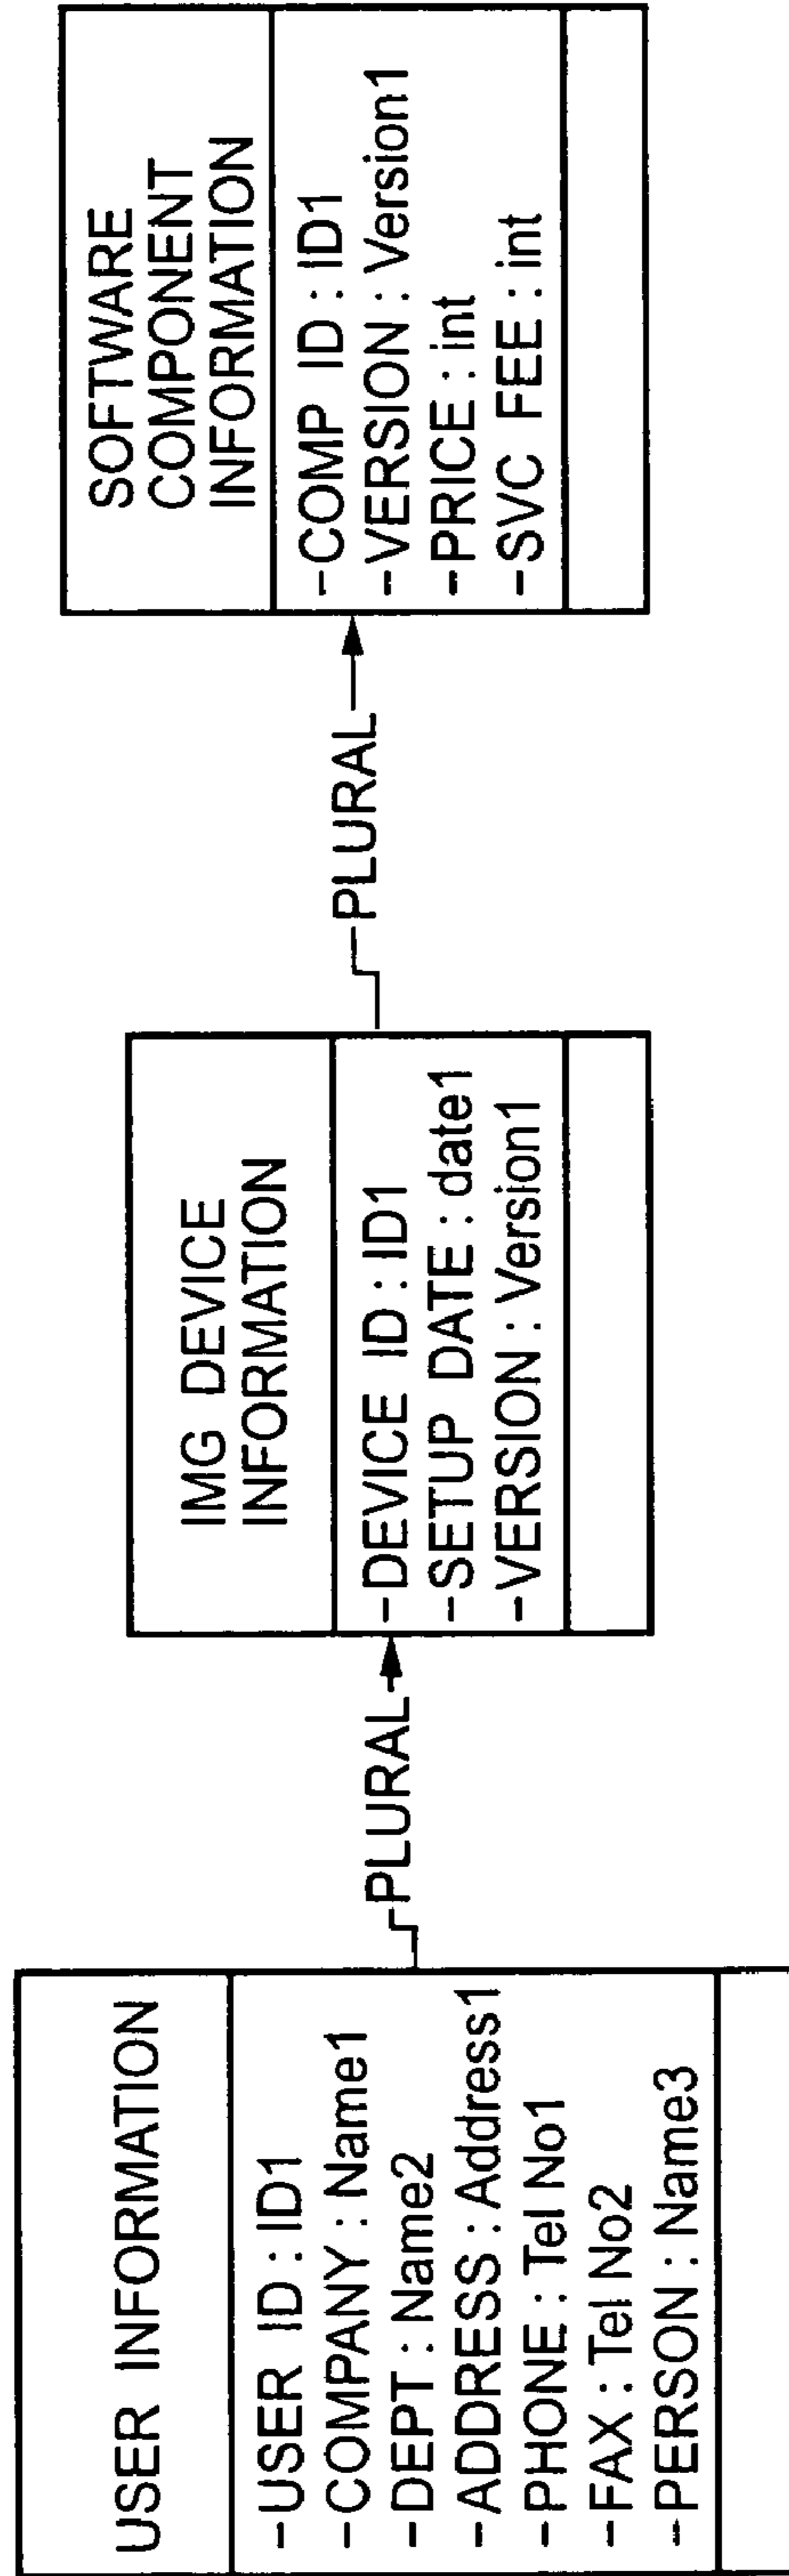 USER INFORMATION
-USER ID : ID1
-COMPANY : Name1
-DEPT : Name2
-ADDRESS : Address1
-PHONE : Tel No1
-FAX : Tel No2
-PERSON : Name3
PLURAL
IMG DEVICE
INFORMATION
-DEVICE ID : ID1
-SETUP DATE : date1
-VERSION : Version1
PLURAL
SOFTWARE
COMPONENT
INFORMATION
-COMP ID : ID1
-VERSION : Version1
-PRICE : int
-SVC FEE : int